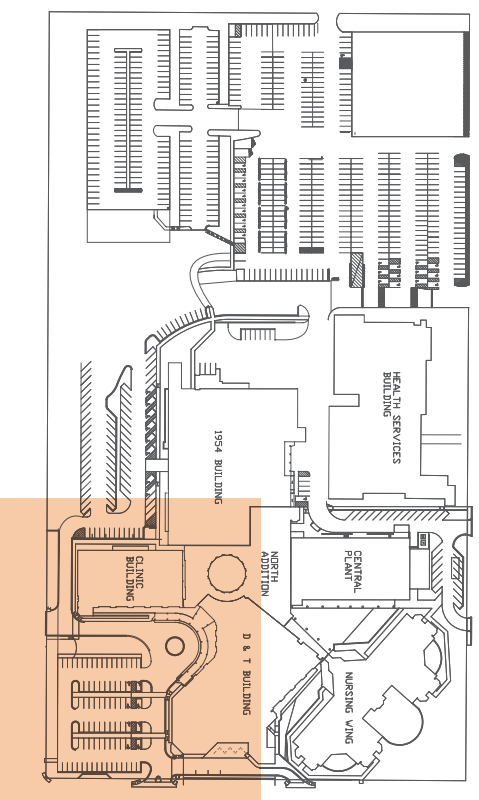 HEALTH SERVICES
BUILDING
1954 BUILDING
CLINIC
BUILDING
NORTH
ADDITION
CENTRAL
PLANT
D & T BUILDING
NURSING WING